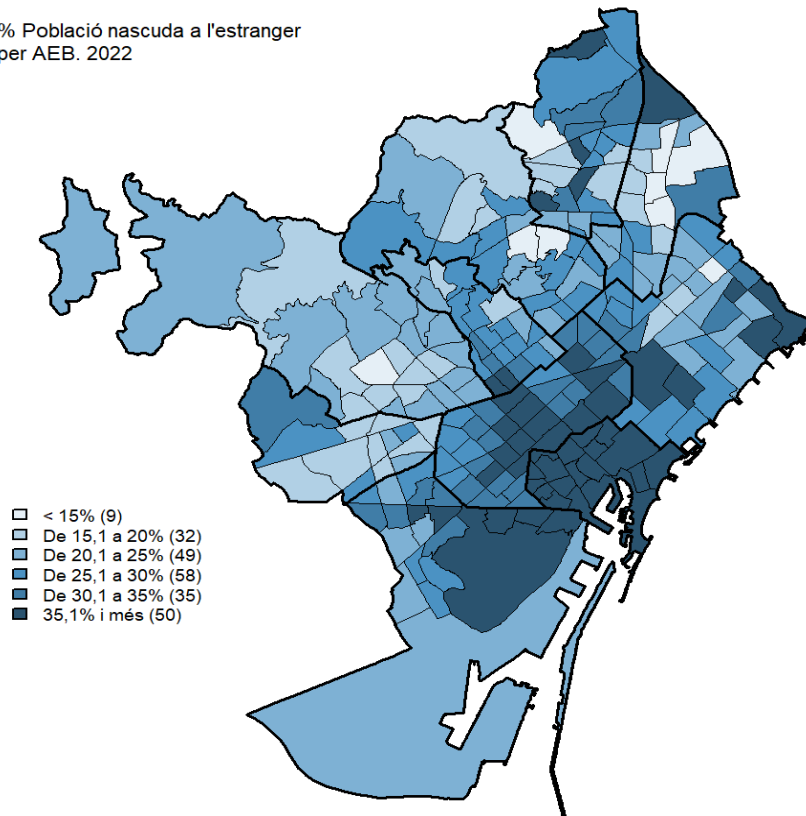 % Població nascuda a l'estranger
per AEB. 2022
< 15% (9)
De 15,1 a 20% (32)
De 20,1 a 25% (49)
De 25,1 a 30% (58)
De 30,1 a 35% (35)
35,1% i més (50)